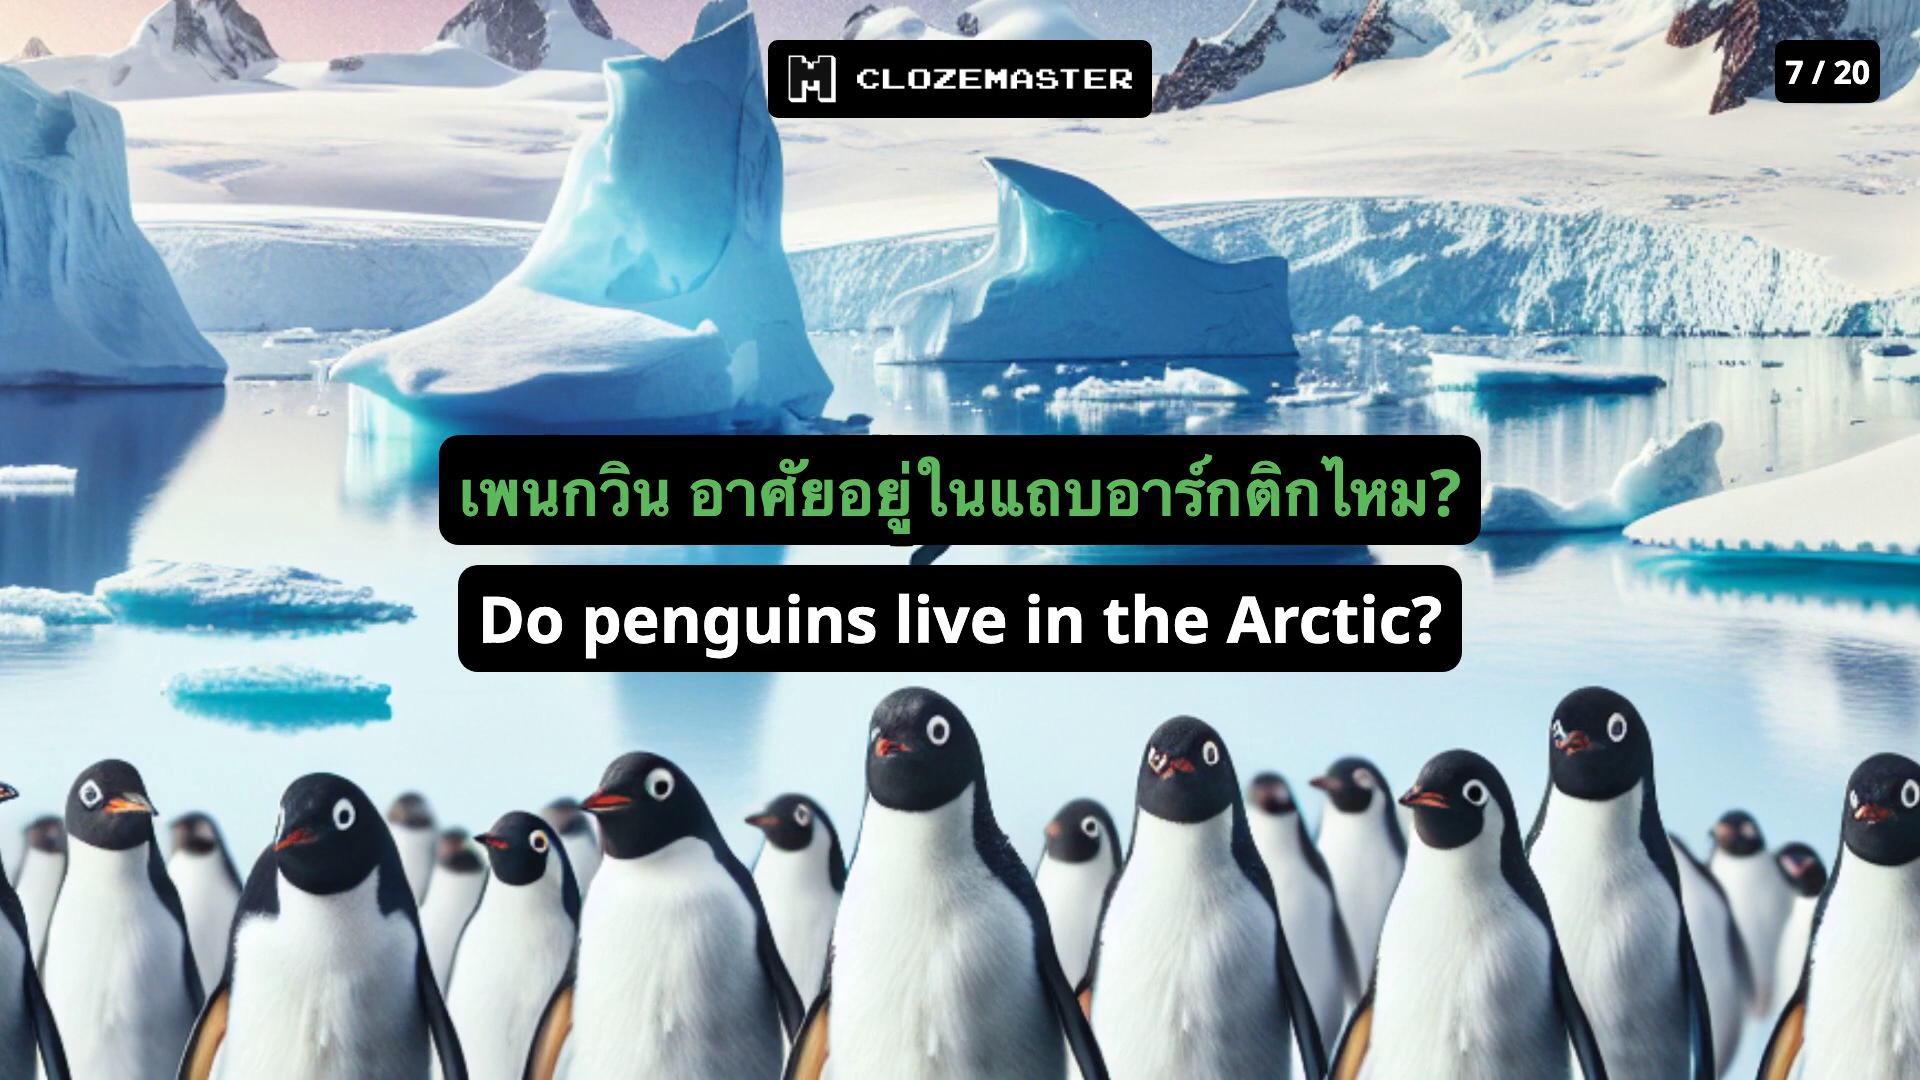 CLOZEMASTER
7 / 20
เพนกวิน อาศัยอยู่ในแถบอาร์กติกไหม?
Do penguins live in the Arctic?